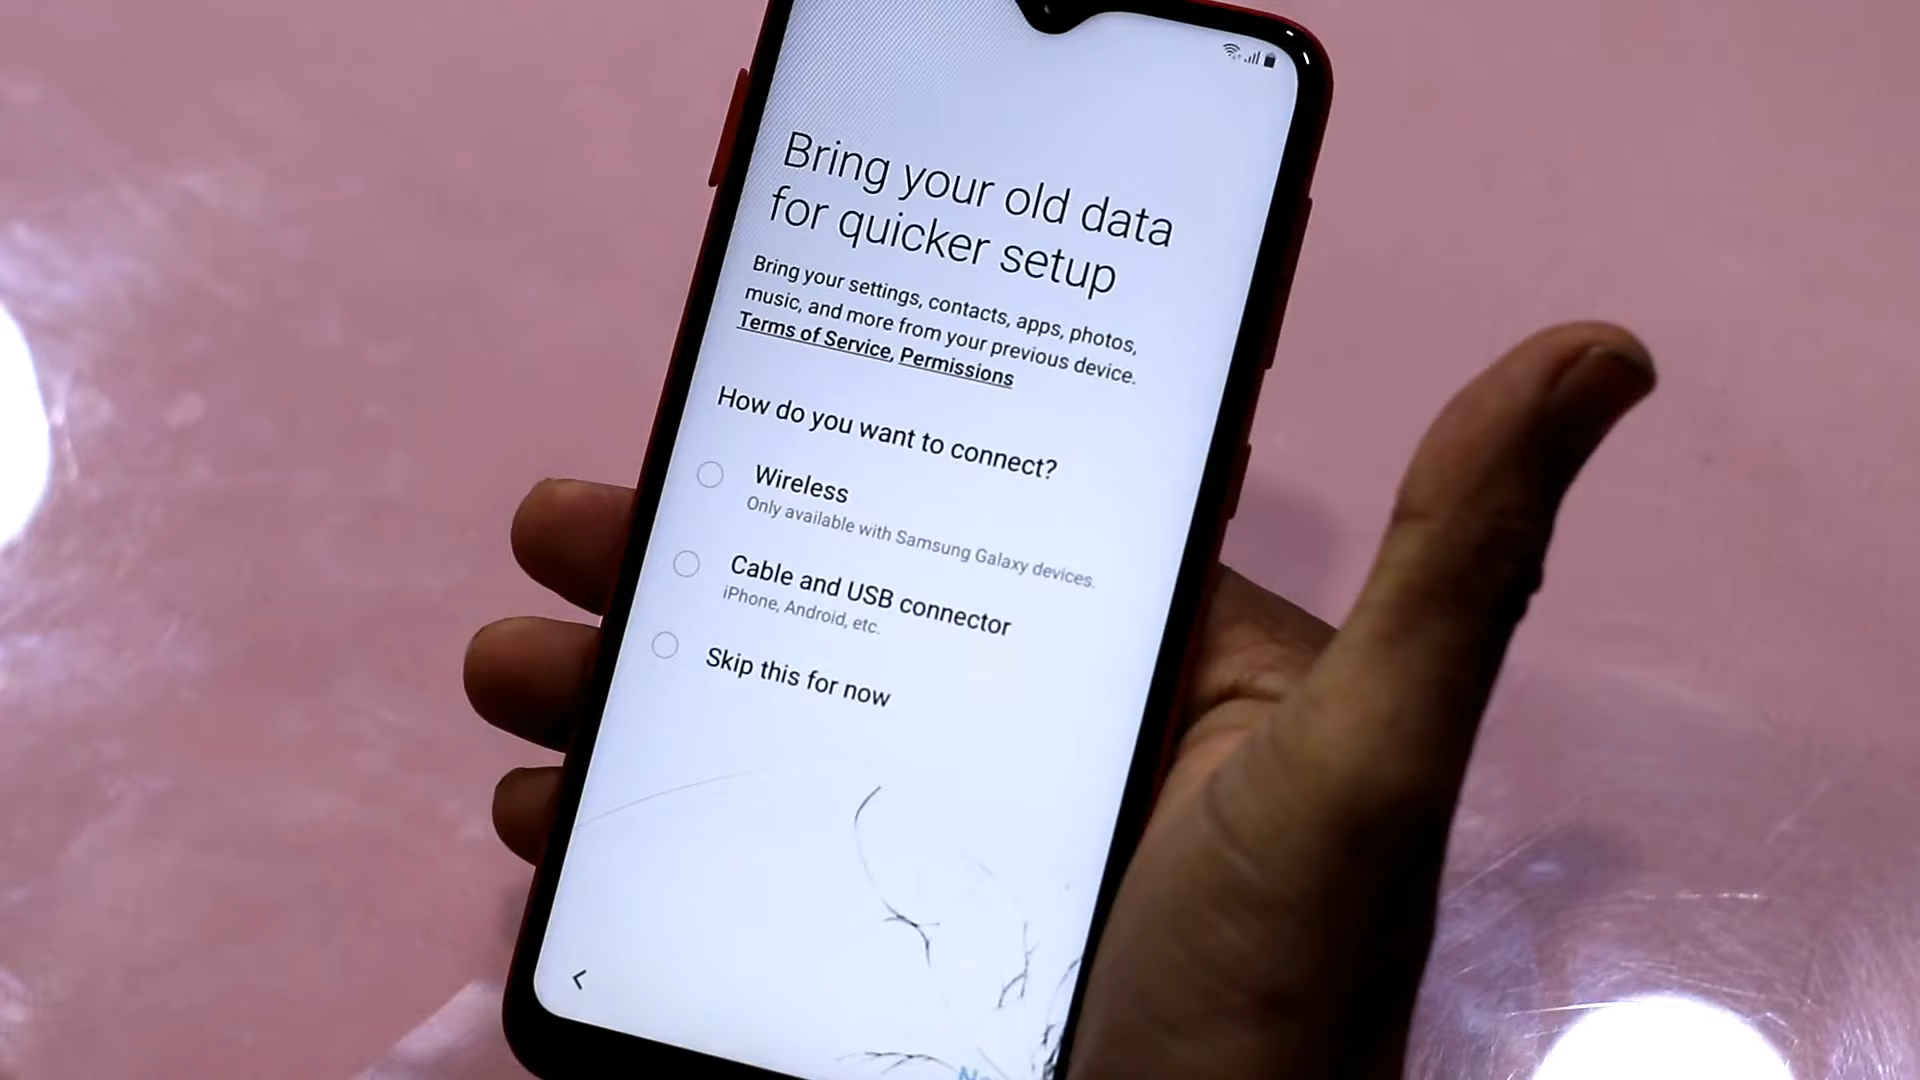 Bring your old data
for quicker setup
Bring your settings, contacts, apps, photos,
music, and more from your previous device.
Terms of Service, Permissions
How do you want to connect?
Wireless
Only available with Samsung Galaxy devices.
Cable and USB connector
iPhone, Android, etc.
Skip this for now